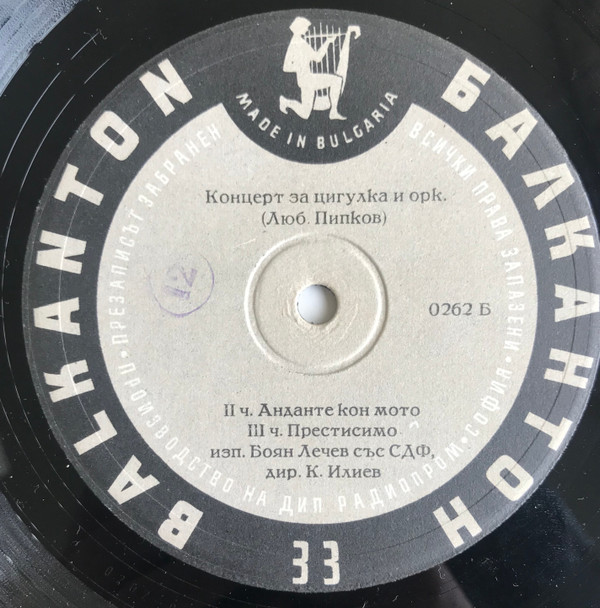 BALKANTON
БАЛКАНТОН
MADE IN BULGARIA
ПРЕЗАПИСЪТ ЗАБРАНЕН
ВСИЧКИ ПРАВА ЗАПАЗЕНИ
Концерт за цигулка и орк.
(Люб. Пипков)
12
0262 Б
II ч. Анданте кон мото
III ч. Престисимо
изп. Боян Лечев със СДФ,
дир. К. Илиев
• ПРОИЗВОДСТВО НА ДИП РАДИОПРОМ • СОФИЯ •
33